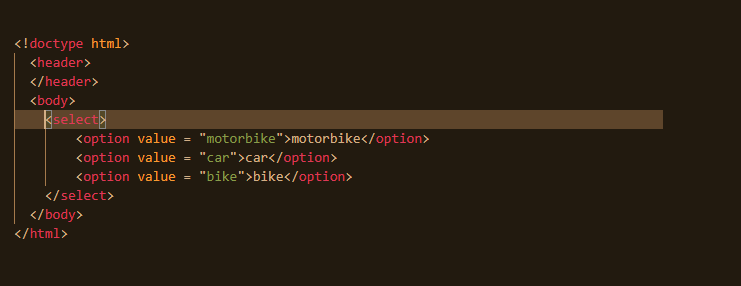 <!doctype html>
<header>
</header>
<body>
<select>
<option value = "motorbike">motorbike</option>
<option value = "car">car</option>
<option value = "bike">bike</option>
</select>
</body>
</html>